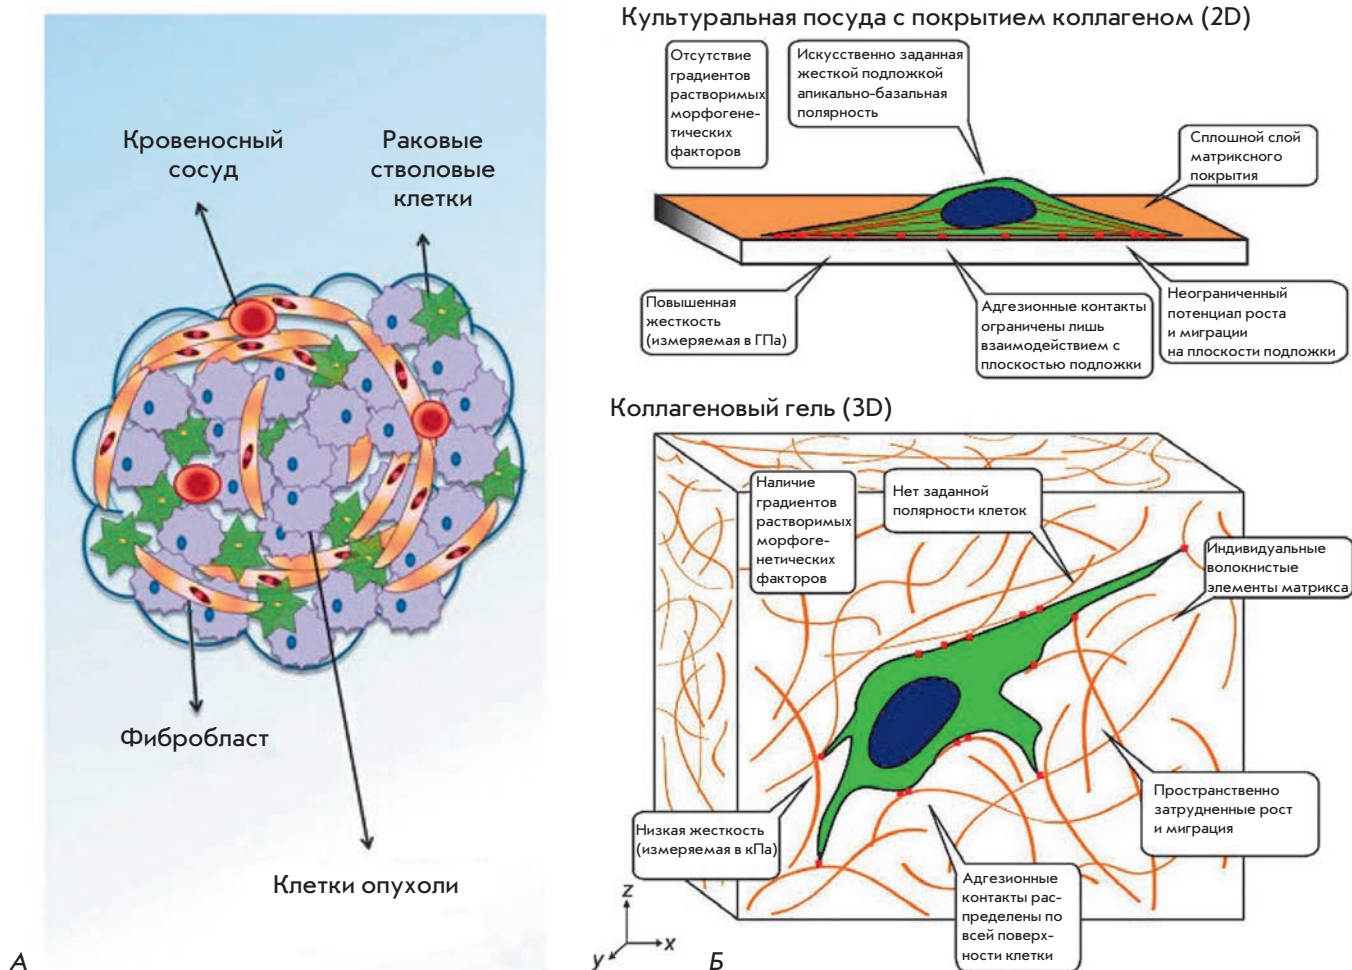 Кровеносный
сосуд
Раковые
стволовые
клетки
Фибробласт
Клетки опухоли
А
Культуральная посуда с покрытием коллагеном (2D)
Отсутствие
градиентов
растворимых
морфогене-
тических
факторов
Искусственно заданная
жесткой подложкой
апикально-базальная
полярность
Сплошной слой
матриксного
покрытия
Повышенная
жесткость
(измеряемая в ГПа)
Адгезионные контакты
ограничены лишь
взаимодействием с
плоскостью подложки
Неограниченный
потенциал роста
и миграции
на плоскости подложки
Коллагеновый гель (3D)
Наличие
градиентов
растворимых
морфоге-
нетических
факторов
Нет заданной
полярности клеток
Индивидуальные
волокнистые
элементы матрикса
Низкая жесткость
(измеряемая в кПа)
Пространственно
затрудненные рост
и миграция
Адгезионные
контакты рас-
пределены по
всей поверх-
ности клетки
z
x
y
Б